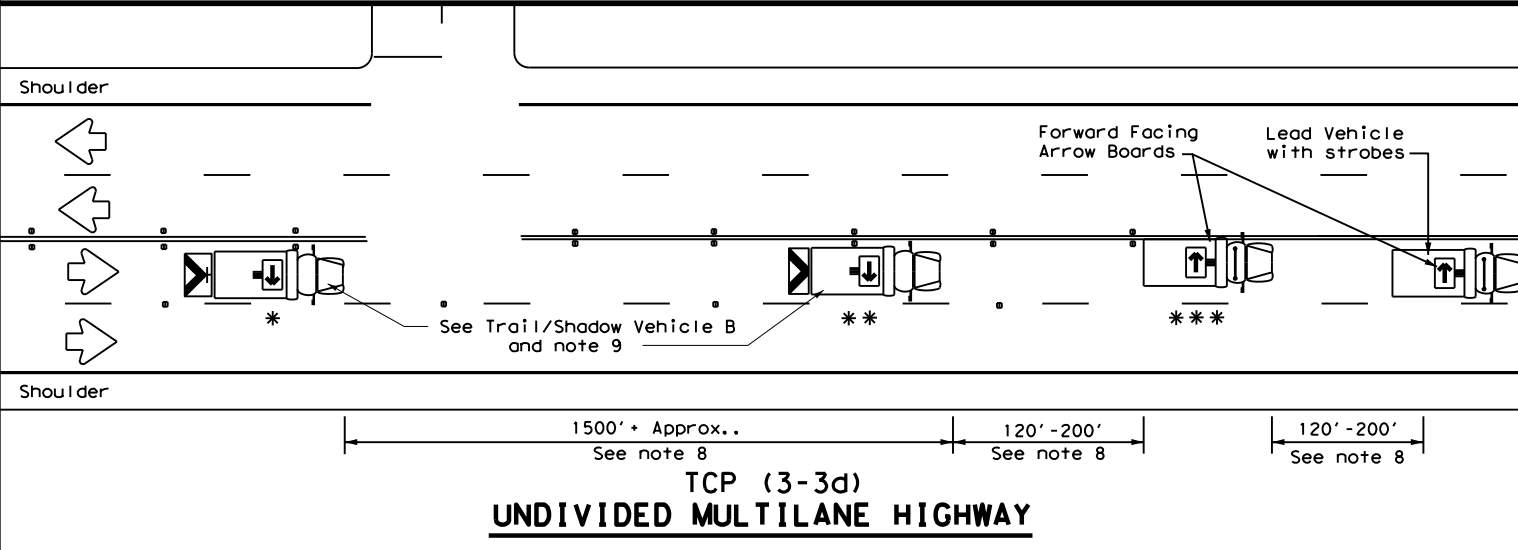 Shoulder
Forward Facing
Arrow Boards
Lead Vehicle
with strobes
*
**
***
See Trail/Shadow Vehicle B
and note 9
Shoulder
1500'+ Approx..
See note 8
120'-200'
See note 8
120'-200'
See note 8
TCP (3-3d)
UNDIVIDED MULTILANE HIGHWAY